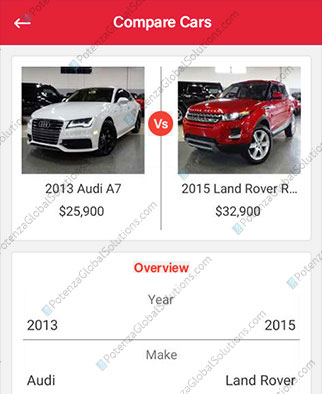 Compare Cars
Vs
2013 Audi A7
2015 Land Rover R...
$25,900
$32,900
Overview
Year
2013
2015
Make
Audi
Land Rover
PotenzaGlobalSolutions.com